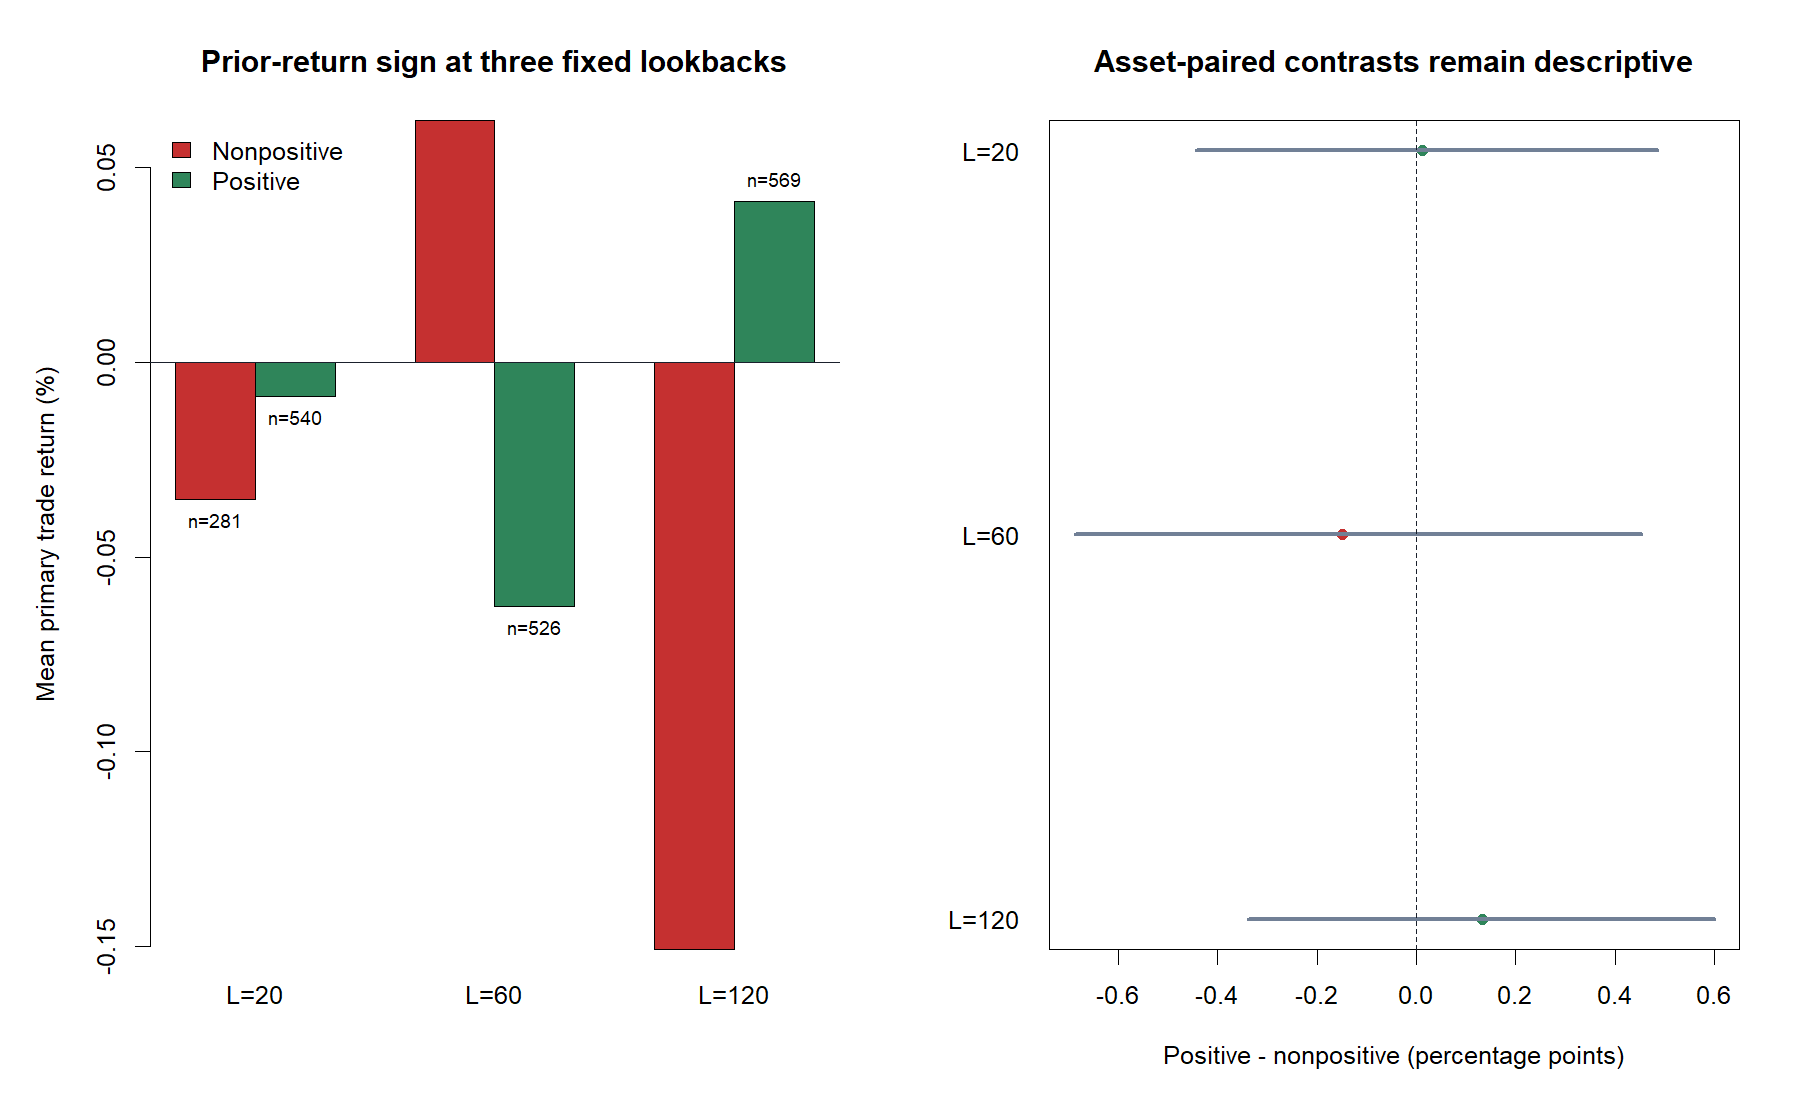 Prior-return sign at three fixed lookbacks
Nonpositive
Positive
Mean primary trade return (%)
0.05
0.00
-0.05
-0.10
-0.15
n=281
n=540
n=526
n=569
L=20
L=60
L=120
Asset-paired contrasts remain descriptive
L=20
L=60
L=120
-0.6
-0.4
-0.2
0.0
0.2
0.4
0.6
Positive - nonpositive (percentage points)